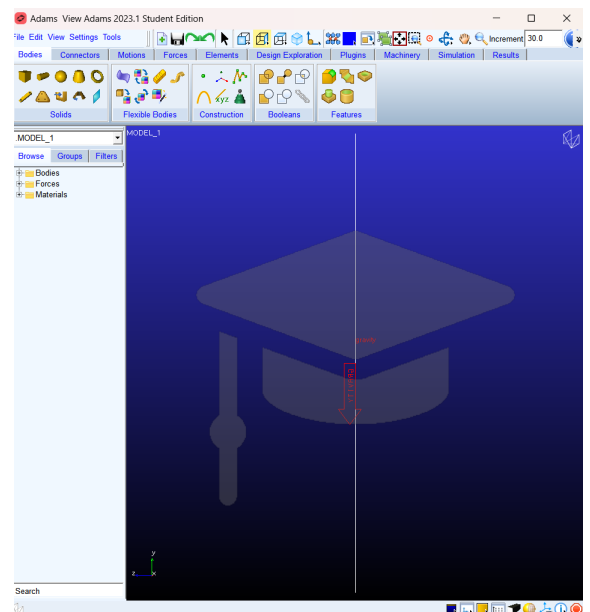 Adams View Adams 2023.1 Student Edition
File Edit View Settings Tools
Increment 30.0
Bodies Connectors Motions Forces Elements Design Exploration Plugins Machinery Simulation Results
Solids Flexible Bodies Construction Booleans Features
.MODEL_1
MODEL_1
Browse Groups Filters
Bodies
Forces
Materials
gravity
y
z x
Search